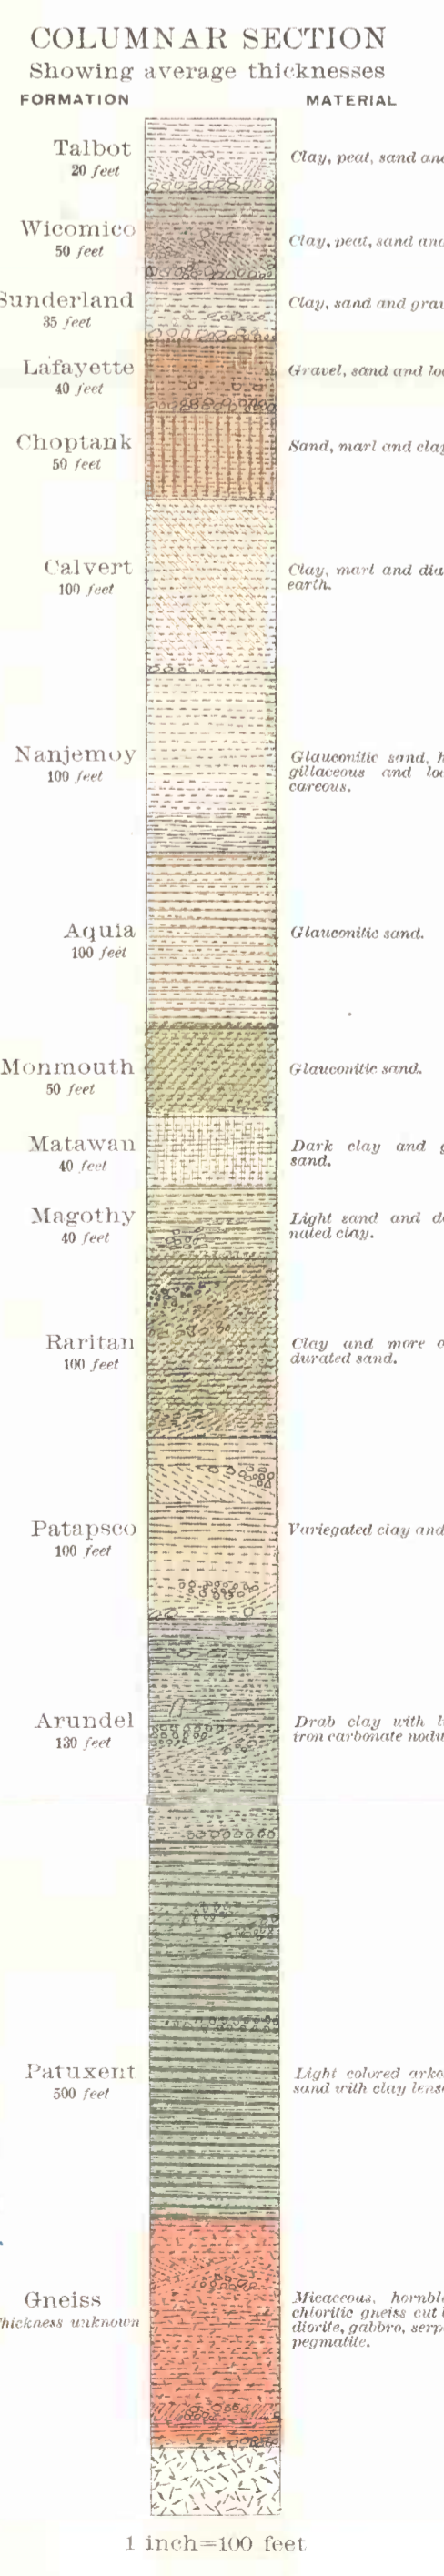 COLUMNAR SECTION
Showing average thicknesses
FORMATION MATERIAL
Talbot
20 feet
Clay, peat, sand and
Wicomico
50 feet
Clay, peat, sand and
Sunderland
35 feet
Clay, sand and grav
Lafayette
40 feet
Gravel, sand and loa
Choptank
50 feet
Sand, marl and clay
Calvert
100 feet
Clay, marl and dia
earth.
Nanjemoy
100 feet
Glauconitic sand, h
gillaceous and loc
careous.
Aquia
100 feet
Glauconitic sand.
Monmouth
50 feet
Glauconitic sand.
Matawan
40 feet
Dark clay and g
sand.
Magothy
40 feet
Light sand and da
nated clay.
Raritan
100 feet
Clay and more o
durated sand.
Patapsco
100 feet
Variegated clay and
Arundel
130 feet
Drab clay with li
iron carbonate nodu
Patuxent
500 feet
Light colored arko
sand with clay lens
Gneiss
Thickness unknown
Micaceous, hornble
chloritic gneiss cut
diorite, gabbro, serp
pegmatite.
1 inch=100 feet